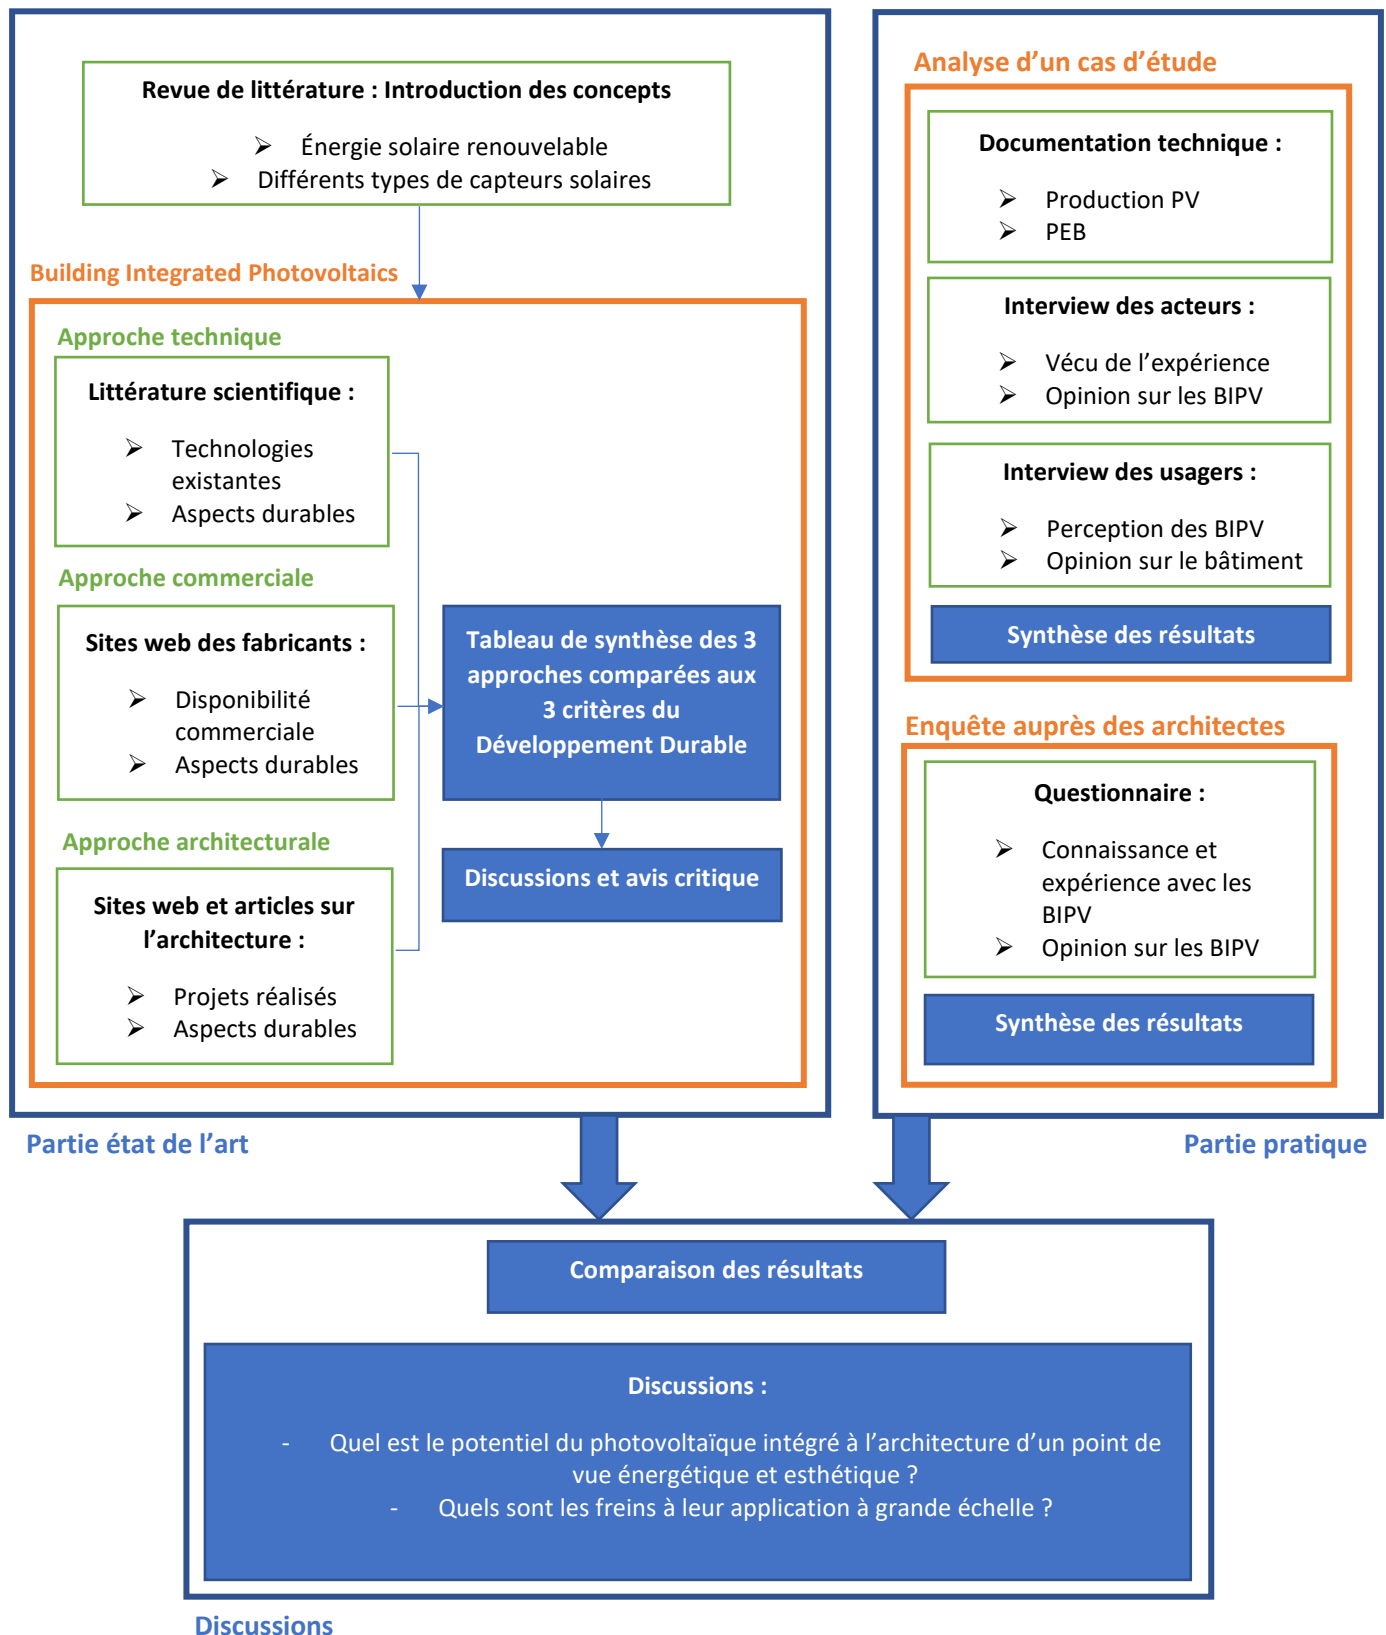 Revue de littérature : Introduction des concepts
➢ Énergie solaire renouvelable
➢ Différents types de capteurs solaires
Building Integrated Photovoltaics
Approche technique
Littérature scientifique :
➢ Technologies
existantes
➢ Aspects durables
Approche commerciale
Sites web des fabricants :
➢ Disponibilité
commerciale
➢ Aspects durables
Approche architecturale
Sites web et articles sur
l’architecture :
➢ Projets réalisés
➢ Aspects durables
Tableau de synthèse des 3
approches comparées aux
3 critères du
Développement Durable
Discussions et avis critique
Partie état de l’art
Analyse d’un cas d’étude
Documentation technique :
➢ Production PV
➢ PEB
Interview des acteurs :
➢ Vécu de l’expérience
➢ Opinion sur les BIPV
Interview des usagers :
➢ Perception des BIPV
➢ Opinion sur le bâtiment
Synthèse des résultats
Enquête auprès des architectes
Questionnaire :
➢ Connaissance et
expérience avec les
BIPV
➢ Opinion sur les BIPV
Synthèse des résultats
Partie pratique
Comparaison des résultats
Discussions :
- Quel est le potentiel du photovoltaïque intégré à l’architecture d’un point de
vue énergétique et esthétique ?
- Quels sont les freins à leur application à grande échelle ?
Discussions